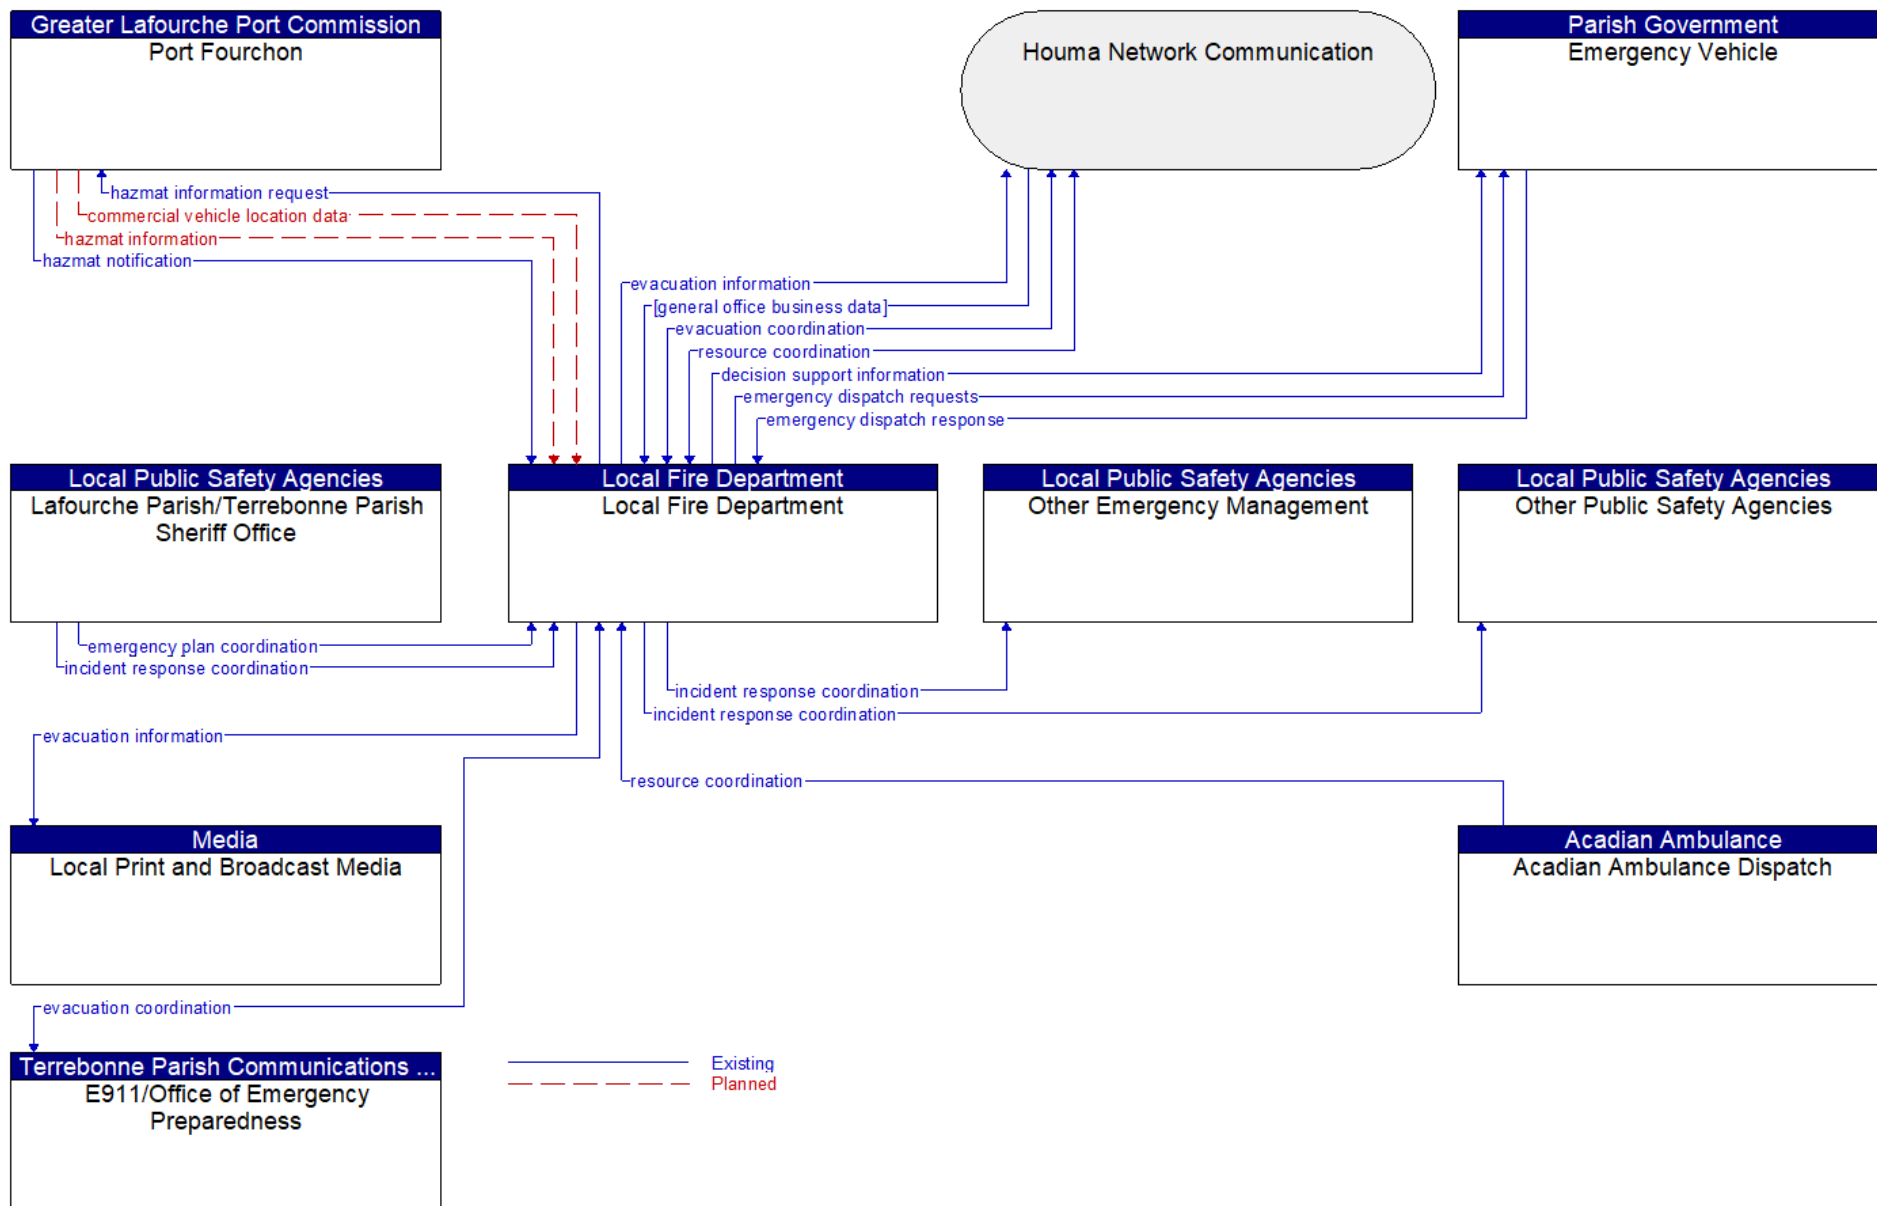 Greater Lafourche Port Commission
Port Fourchon
Houma Network Communication
Parish Government
Emergency Vehicle
hazmat information request
commercial vehicle location data
hazmat information
hazmat notification
evacuation information
[general office business data]
evacuation coordination
resource coordination
decision support information
emergency dispatch requests
emergency dispatch response
Local Public Safety Agencies
Lafourche Parish/Terrebonne Parish
Sheriff Office
Local Fire Department
Local Fire Department
Local Public Safety Agencies
Other Emergency Management
Local Public Safety Agencies
Other Public Safety Agencies
emergency plan coordination
incident response coordination
incident response coordination
incident response coordination
evacuation information
resource coordination
Media
Local Print and Broadcast Media
Acadian Ambulance
Acadian Ambulance Dispatch
evacuation coordination
Terrebonne Parish Communications ...
E911/Office of Emergency
Preparedness
Existing
Planned